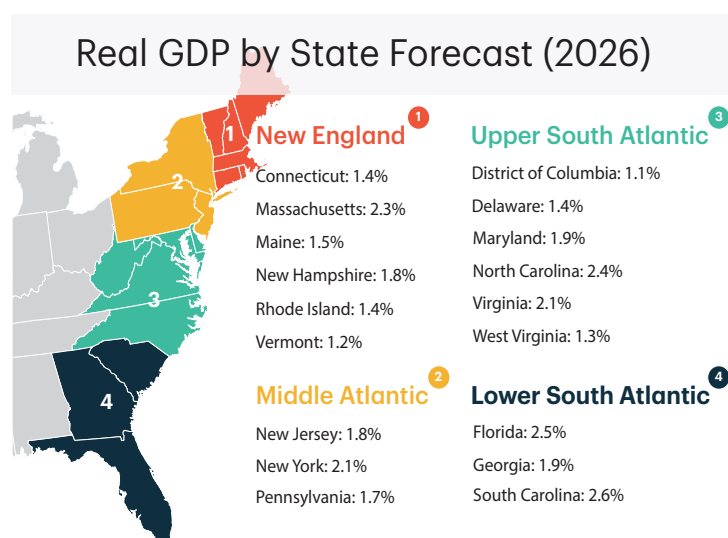 Real GDP by State Forecast (2026)
1
2
3
4
New England 1
Connecticut: 1.4%
Massachusetts: 2.3%
Maine: 1.5%
New Hampshire: 1.8%
Rhode Island: 1.4%
Vermont: 1.2%
Middle Atlantic 2
New Jersey: 1.8%
New York: 2.1%
Pennsylvania: 1.7%
Upper South Atlantic 3
District of Columbia: 1.1%
Delaware: 1.4%
Maryland: 1.9%
North Carolina: 2.4%
Virginia: 2.1%
West Virginia: 1.3%
Lower South Atlantic 4
Florida: 2.5%
Georgia: 1.9%
South Carolina: 2.6%